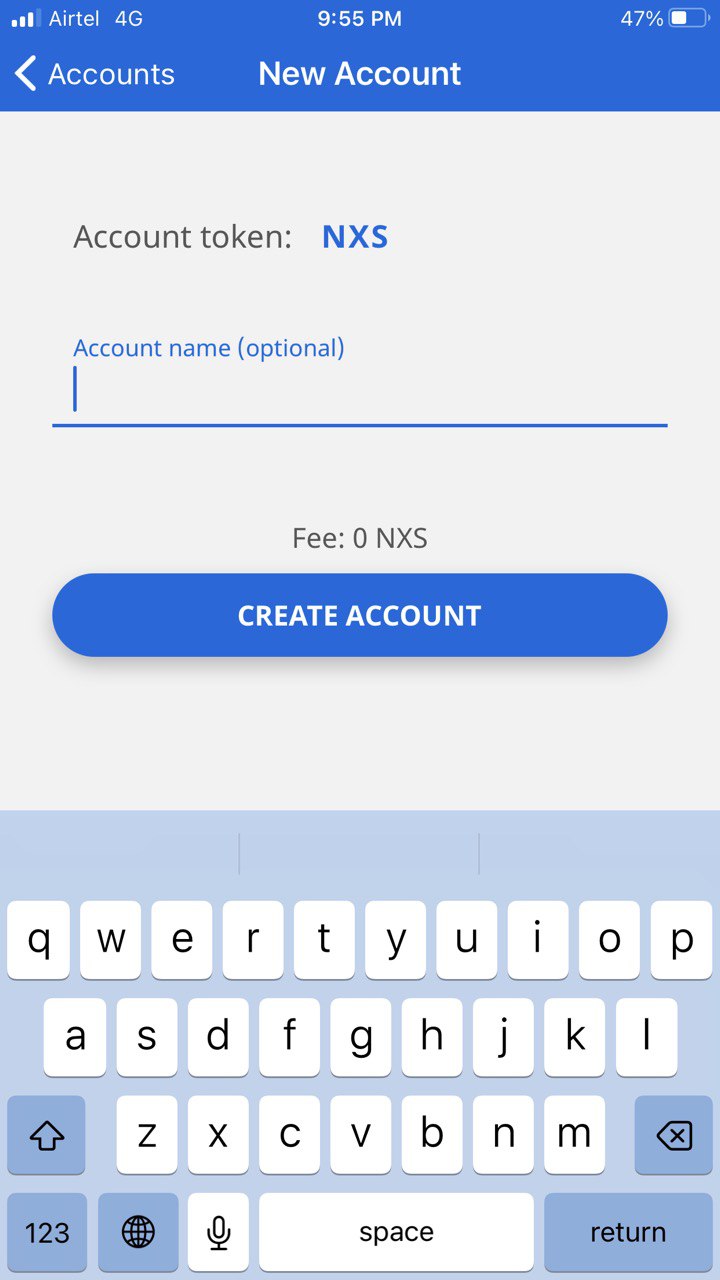 Airtel 4G 9:55 PM 47%
Accounts New Account
Account token: NXS
Account name (optional)
Fee: 0 NXS
CREATE ACCOUNT
q w e r t y u i o p
a s d f g h j k l
z x c v b n m
123 space return